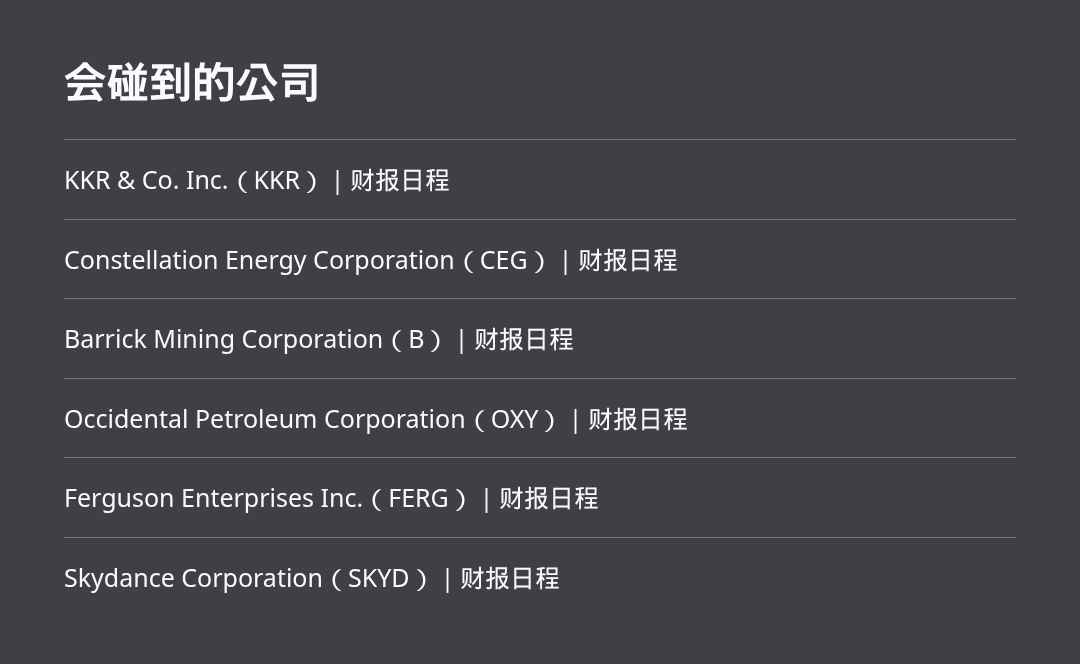 会碰到的公司
KKR & Co. Inc.（KKR）｜财报日程
Constellation Energy Corporation（CEG）｜财报日程
Barrick Mining Corporation（B）｜财报日程
Occidental Petroleum Corporation（OXY）｜财报日程
Ferguson Enterprises Inc.（FERG）｜财报日程
Skydance Corporation（SKYD）｜财报日程